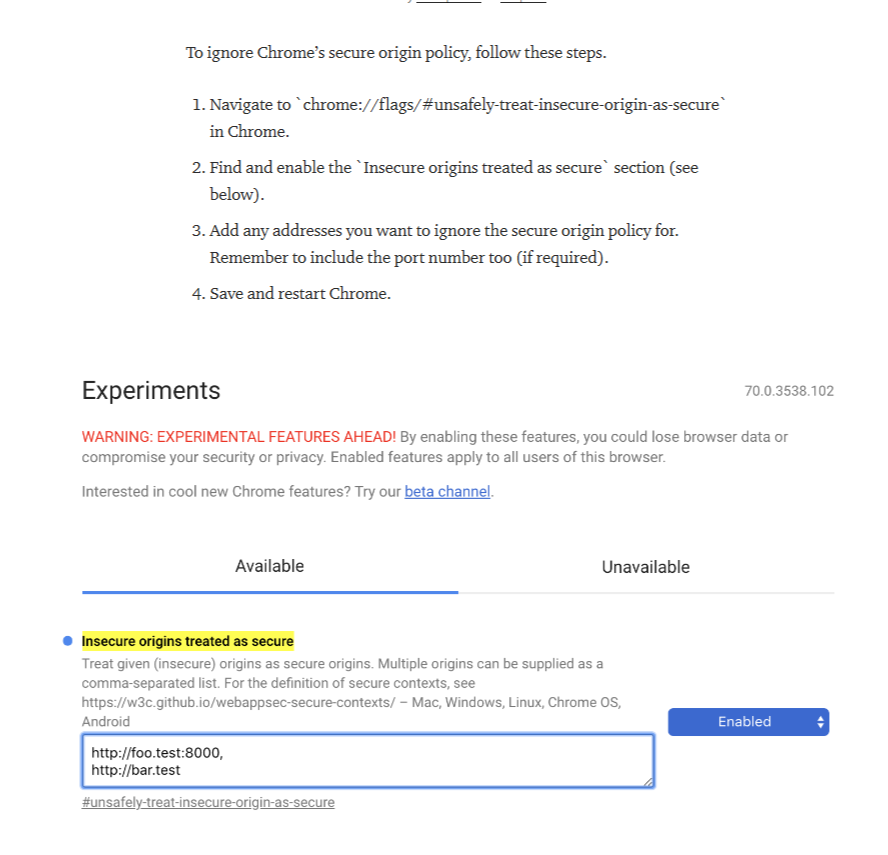 To ignore Chrome’s secure origin policy, follow these steps.
1. Navigate to `chrome://flags/#unsafely-treat-insecure-origin-as-secure`
in Chrome.
2. Find and enable the `Insecure origins treated as secure` section (see
below).
3. Add any addresses you want to ignore the secure origin policy for.
Remember to include the port number too (if required).
4. Save and restart Chrome.
Experiments
70.0.3538.102
WARNING: EXPERIMENTAL FEATURES AHEAD! By enabling these features, you could lose browser data or
compromise your security or privacy. Enabled features apply to all users of this browser.
Interested in cool new Chrome features? Try our beta channel.
Available
Unavailable
Insecure origins treated as secure
Treat given (insecure) origins as secure origins. Multiple origins can be supplied as a
comma-separated list. For the definition of secure contexts, see
https://w3c.github.io/webappsec-secure-contexts/ – Mac, Windows, Linux, Chrome OS,
Android
Enabled
http://foo.test:8000,
http://bar.test
#unsafely-treat-insecure-origin-as-secure